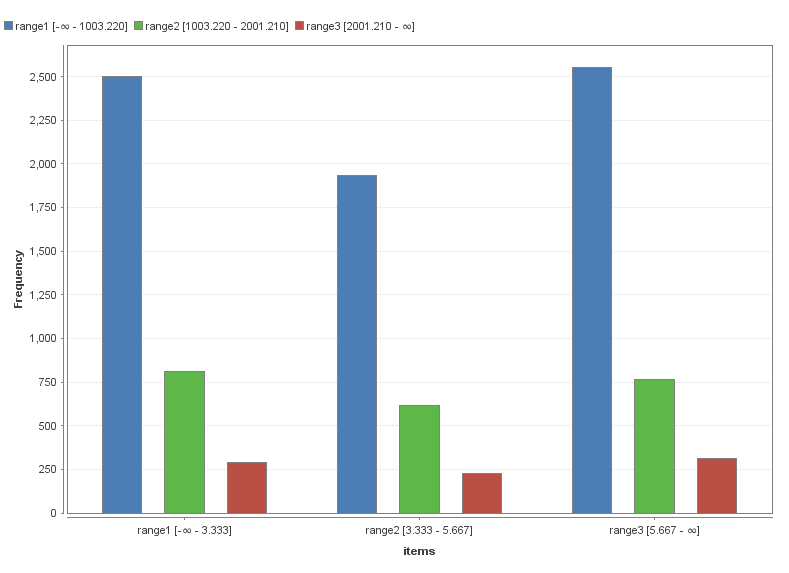 range1 [-∞ - 1003.220] range2 [1003.220 - 2001.210] range3 [2001.210 - ∞]
2,500
2,250
2,000
1,750
1,500
1,250
1,000
750
500
250
0
Frequency
range1 [-∞ - 3.333] range2 [3.333 - 5.667] range3 [5.667 - ∞]
items